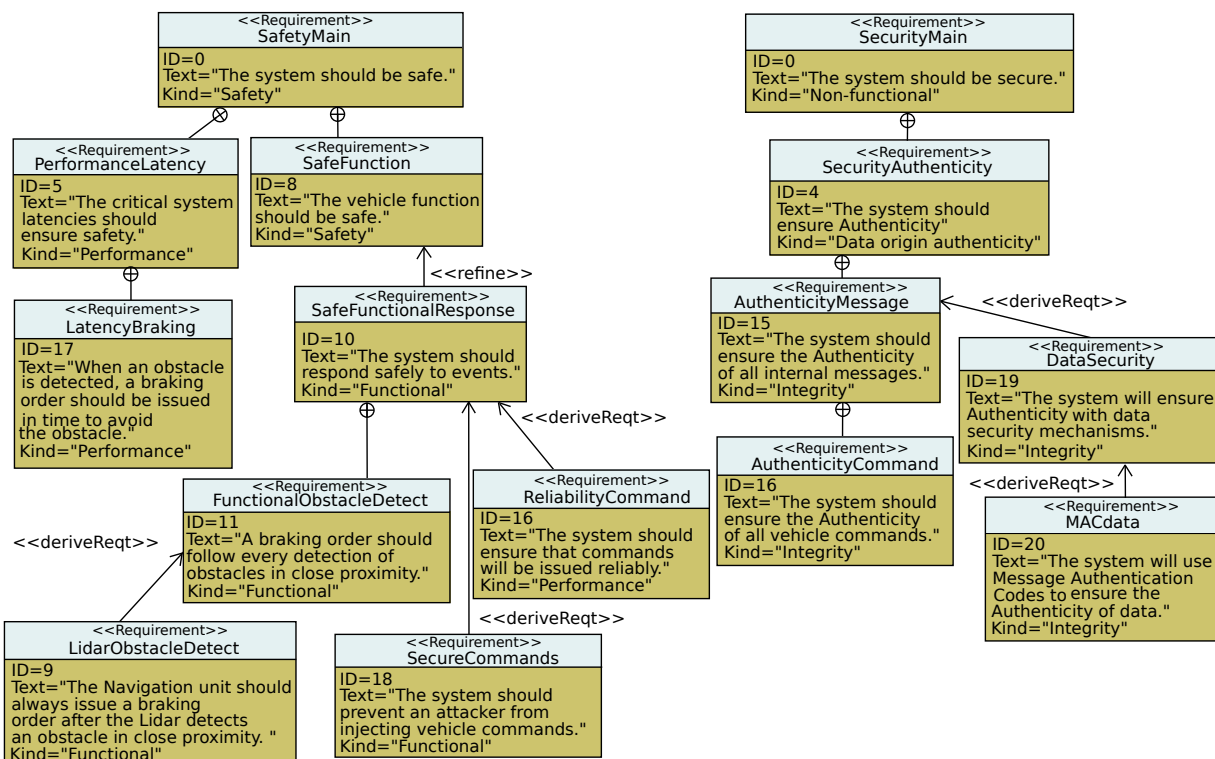 <<Requirement>>
SafetyMain
ID=0
Text="The system should be safe."
Kind="Safety"
<<Requirement>>
SecurityMain
ID=0
Text="The system should be secure."
Kind="Non-functional"
<<Requirement>>
PerformanceLatency
ID=5
Text="The critical system
latencies should
ensure safety."
Kind="Performance"
<<Requirement>>
SafeFunction
ID=8
Text="The vehicle function
should be safe."
Kind="Safety"
<<Requirement>>
SecurityAuthenticity
ID=4
Text="The system should
ensure Authenticity"
Kind="Data origin authenticity"
<<refine>>
<<Requirement>>
LatencyBraking
ID=17
Text="When an obstacle
is detected, a braking
order should be issued
in time to avoid
the obstacle."
Kind="Performance"
<<Requirement>>
SafeFunctionalResponse
ID=10
Text="The system should
respond safely to events."
Kind="Functional"
<<Requirement>>
AuthenticityMessage
ID=15
Text="The system should
ensure the Authenticity
of all internal messages."
Kind="Integrity"
<<deriveReqt>>
<<Requirement>>
DataSecurity
ID=19
Text="The system will ensure
Authenticity with data
security mechanisms."
Kind="Integrity"
<<deriveReqt>>
<<Requirement>>
FunctionalObstacleDetect
ID=11
Text="A braking order should
follow every detection of
obstacles in close proximity."
Kind="Functional"
<<Requirement>>
ReliabilityCommand
ID=16
Text="The system should
ensure that commands
will be issued reliably."
Kind="Performance"
<<Requirement>>
AuthenticityCommand
ID=16
Text="The system should
ensure the Authenticity
of all vehicle commands."
Kind="Integrity"
<<deriveReqt>>
<<Requirement>>
MACdata
ID=20
Text="The system will use
Message Authentication
Codes to ensure the
Authenticity of data."
Kind="Integrity"
<<deriveReqt>>
<<deriveReqt>>
<<Requirement>>
LidarObstacleDetect
ID=9
Text="The Navigation unit should
always issue a braking
order after the Lidar detects
an obstacle in close proximity. "
Kind="Functional"
<<Requirement>>
SecureCommands
ID=18
Text="The system should
prevent an attacker from
injecting vehicle commands."
Kind="Functional"